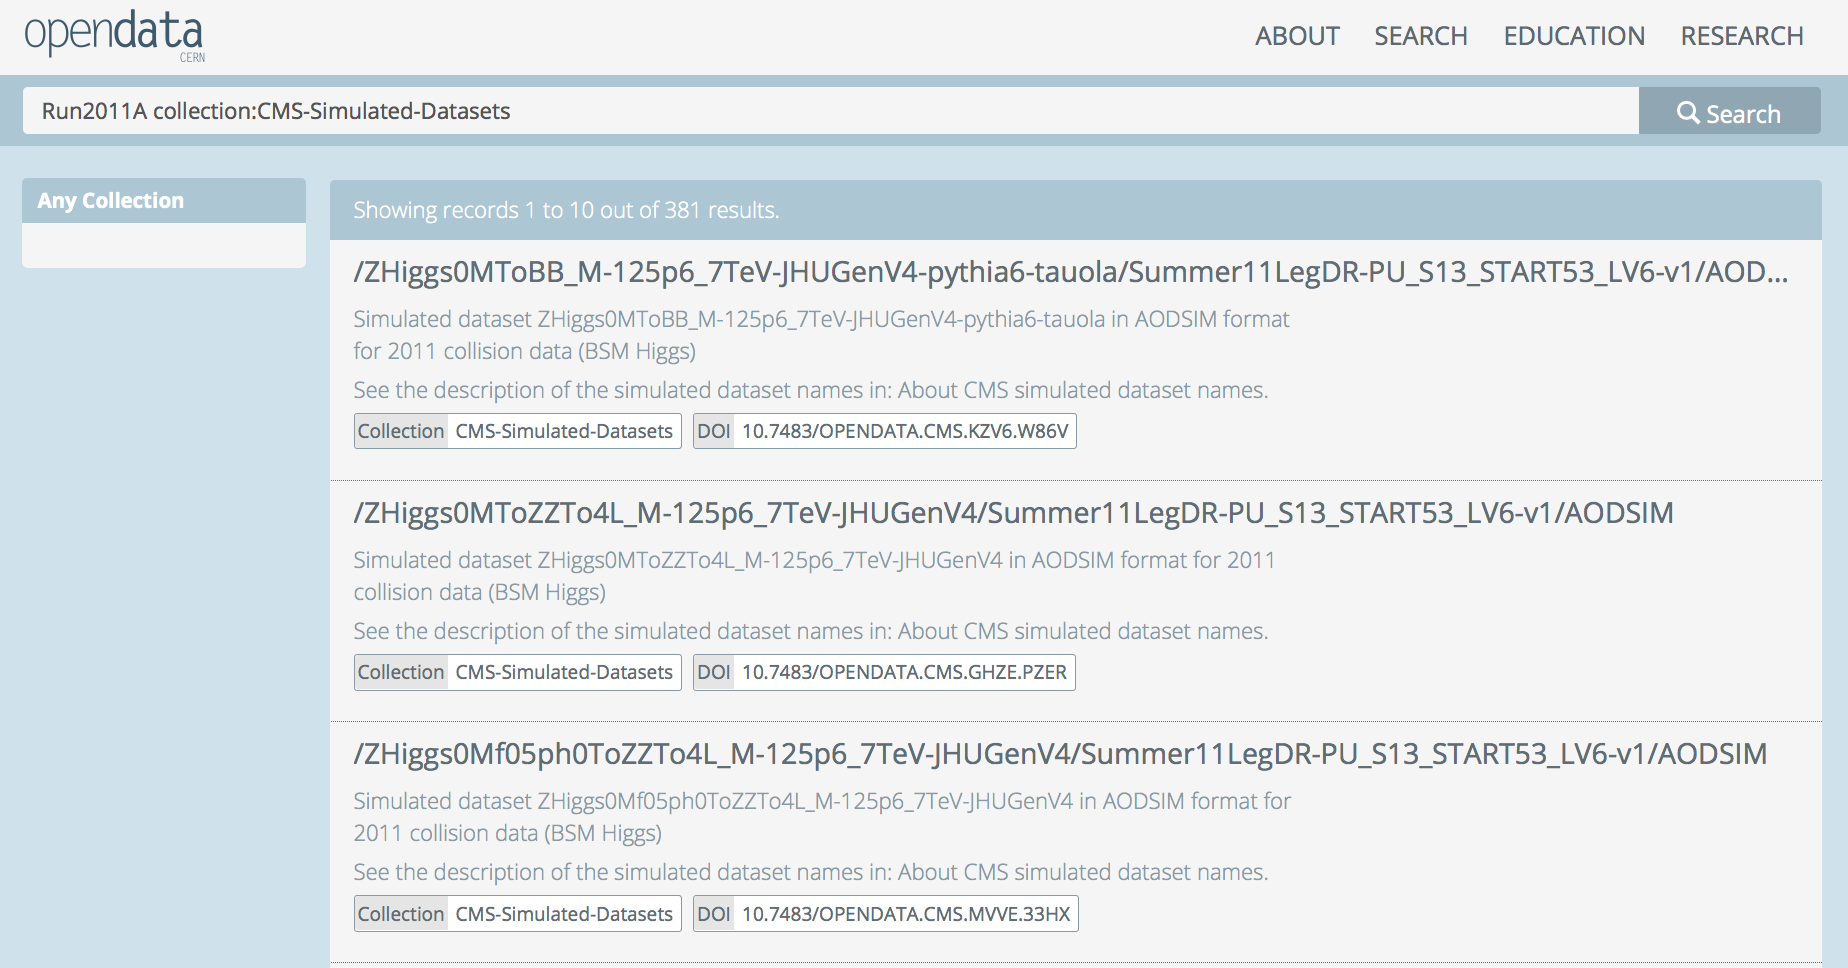 opendata
CERN
ABOUT SEARCH EDUCATION RESEARCH
Run2011A collection:CMS-Simulated-Datasets
Search
Any Collection
Showing records 1 to 10 out of 381 results.
/ZHiggs0MToBB_M-125p6_7TeV-JHUGenV4-pythia6-tauola/Summer11LegDR-PU_S13_START53_LV6-v1/AOD...
Simulated dataset ZHiggs0MToBB_M-125p6_7TeV-JHUGenV4-pythia6-tauola in AODSIM format
for 2011 collision data (BSM Higgs)
See the description of the simulated dataset names in: About CMS simulated dataset names.
Collection CMS-Simulated-Datasets DOI 10.7483/OPENDATA.CMS.KZV6.W86V
/ZHiggs0MToZZTo4L_M-125p6_7TeV-JHUGenV4/Summer11LegDR-PU_S13_START53_LV6-v1/AODSIM
Simulated dataset ZHiggs0MToZZTo4L_M-125p6_7TeV-JHUGenV4 in AODSIM format for 2011
collision data (BSM Higgs)
See the description of the simulated dataset names in: About CMS simulated dataset names.
Collection CMS-Simulated-Datasets DOI 10.7483/OPENDATA.CMS.GHZE.PZER
/ZHiggs0Mf05ph0ToZZTo4L_M-125p6_7TeV-JHUGenV4/Summer11LegDR-PU_S13_START53_LV6-v1/AODSIM
Simulated dataset ZHiggs0Mf05ph0ToZZTo4L_M-125p6_7TeV-JHUGenV4 in AODSIM format for
2011 collision data (BSM Higgs)
See the description of the simulated dataset names in: About CMS simulated dataset names.
Collection CMS-Simulated-Datasets DOI 10.7483/OPENDATA.CMS.MVVE.33HX